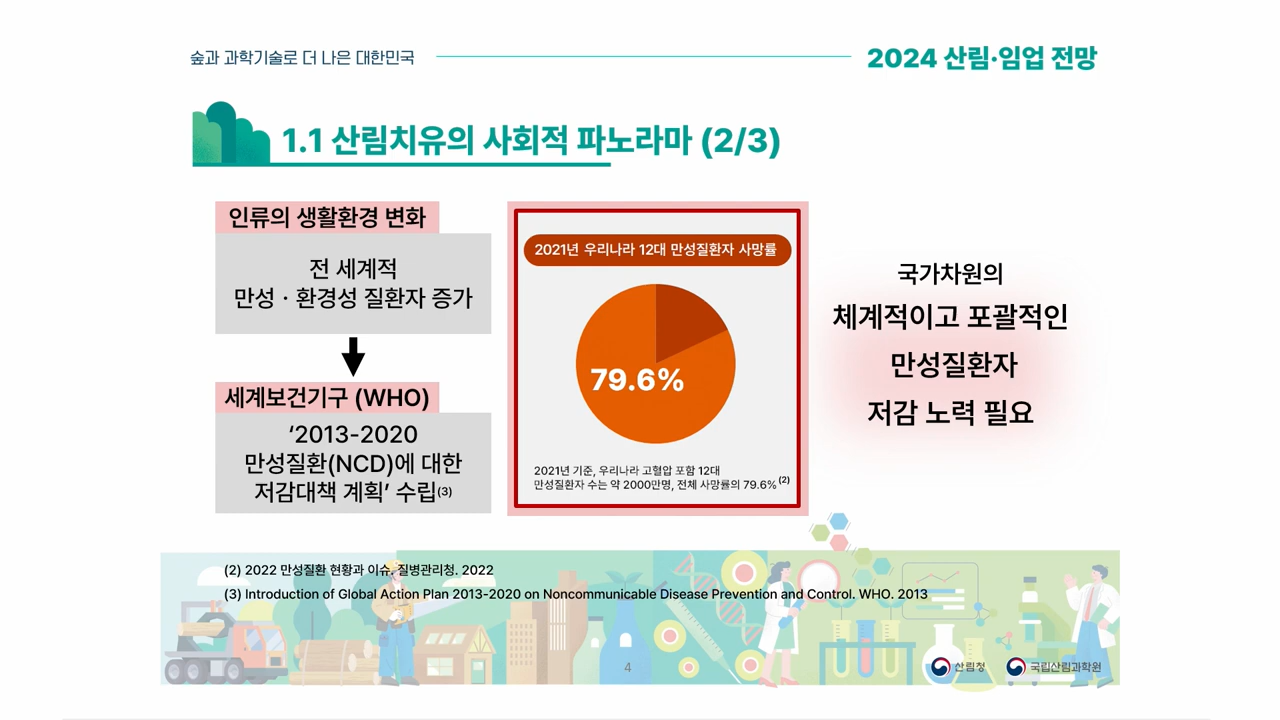 숲과 과학기술로 더 나은 대한민국
2024 산림·임업 전망
1.1 산림치유의 사회적 파노라마 (2/3)
인류의 생활환경 변화
전 세계적
만성 · 환경성 질환자 증가
세계보건기구 (WHO)
‘2013-2020
만성질환(NCD)에 대한
저감대책 계획’ 수립(3)
2021년 우리나라 12대 만성질환자 사망률
79.6%
2021년 기준, 우리나라 고혈압 포함 12대
만성질환자 수는 약 2000만명, 전체 사망률의 79.6%(2)
국가차원의
체계적이고 포괄적인
만성질환자
저감 노력 필요
(2) 2022 만성질환 현황과 이슈. 질병관리청. 2022
(3) Introduction of Global Action Plan 2013-2020 on Noncommunicable Disease Prevention and Control. WHO. 2013
4
산림청
국립산림과학원